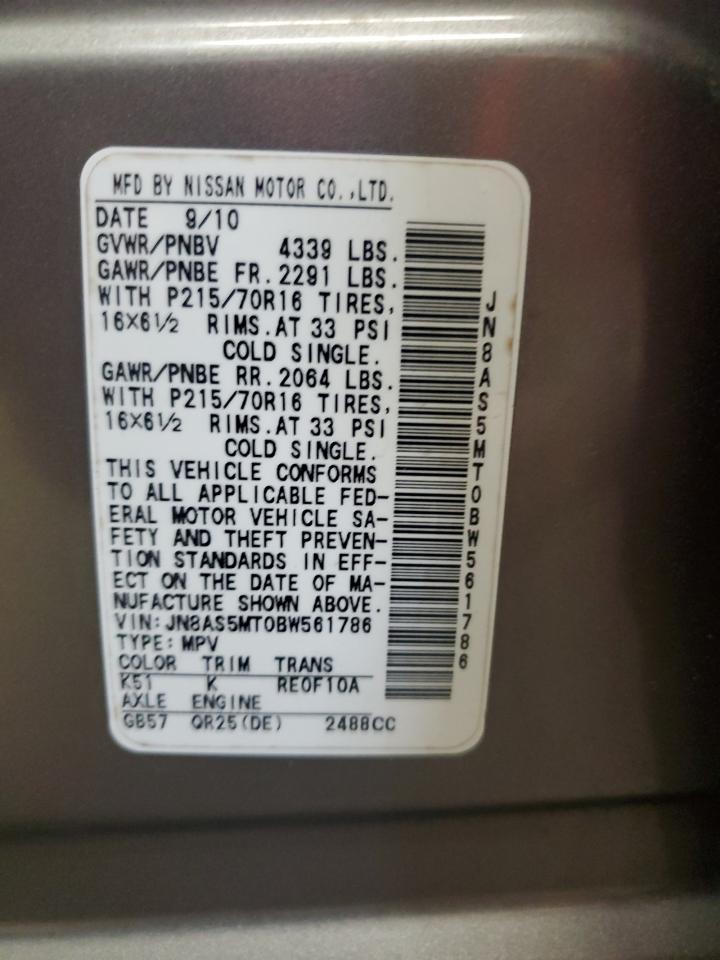 MFD BY NISSAN MOTOR CO.,LTD.
DATE 9/10
GVWR/PNBV 4339 LBS.
GAWR/PNBE FR.2291 LBS.
WITH P215/70R16 TIRES,
16X6½ RIMS.AT 33 PSI
COLD SINGLE.
GAWR/PNBE RR.2064 LBS.
WITH P215/70R16 TIRES,
16X6½ RIMS.AT 33 PSI
COLD SINGLE.
THIS VEHICLE CONFORMS
TO ALL APPLICABLE FED-
ERAL MOTOR VEHICLE SA-
FETY AND THEFT PREVEN-
TION STANDARDS IN EFF-
ECT ON THE DATE OF MA-
NUFACTURE SHOWN ABOVE.
VIN:JN8AS5MT0BW561786
TYPE:MPV
COLOR TRIM TRANS
K51 K RE0F10A
AXLE ENGINE
GB57 QR25(DE) 2488CC
JN8AS5MT0BW561786